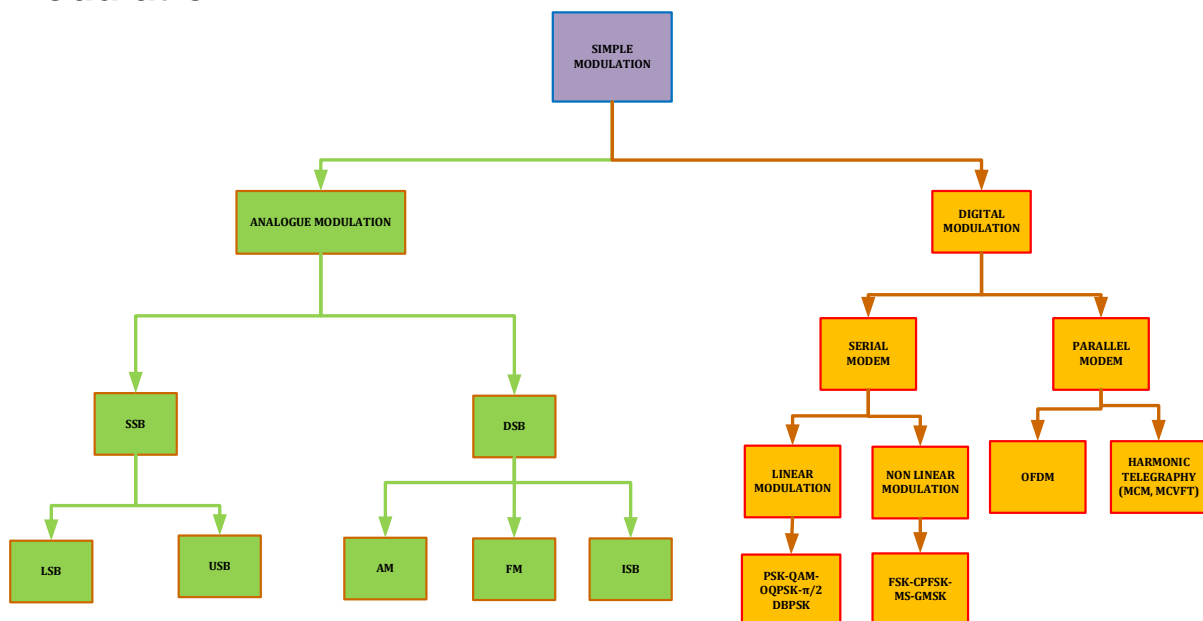 SIMPLE
MODULATION
ANALOGUE MODULATION
DIGITAL
MODULATION
SERIAL
MODEM
PARALLEL
MODEM
SSB
DSB
LINEAR
MODULATION
NON LINEAR
MODULATION
OFDM
HARMONIC
TELEGRAPHY
(MCM, MCVFT)
LSB
USB
AM
FM
ISB
PSK-QAM-
OQPSK-π/2
DBPSK
FSK-CPFSK-
MS-GMSK